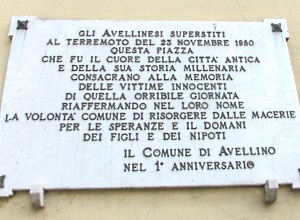 GLI AVELLINESI SUPERSTITI
AL TERREMOTO DEL 23 NOVEMBRE 1980
QUESTA PIAZZA
CHE FU IL CUORE DELLA CITTA' ANTICA
E DELLA SUA STORIA MILLENARIA
CONSACRANO ALLA MEMORIA
DELLE VITTIME INNOCENTI
DI QUELLA ORRIBILE GIORNATA
RIAFFERMANDO NEL LORO NOME
LA VOLONTA' COMUNE DI RISORGERE DALLE MACERIE
PER LE SPERANZE E IL DOMANI
DEI FIGLI E DEI NIPOTI
IL COMUNE DI AVELLINO
NEL 1° ANNIVERSARIO